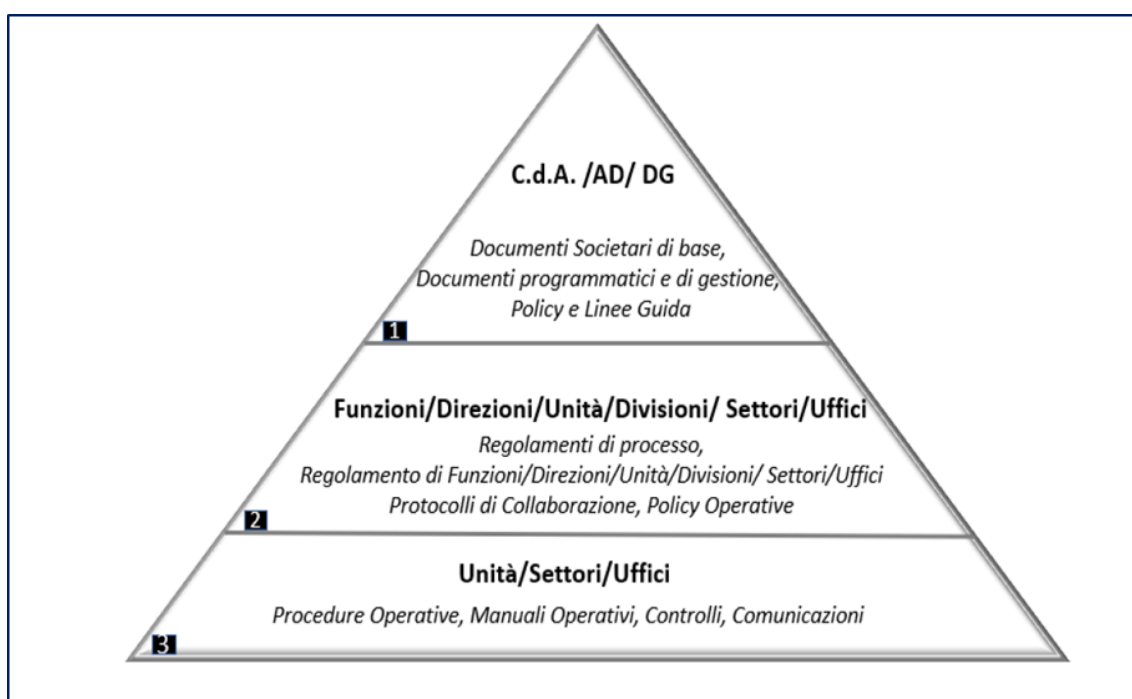 C.d.A. /AD/ DG
Documenti Societari di base,
Documenti programmatici e di gestione,
Policy e Linee Guida
1
Funzioni/Direzioni/Unità/Divisioni/ Settori/Uffici
Regolamenti di processo,
Regolamento di Funzioni/Direzioni/Unità/Divisioni/ Settori/Uffici
Protocolli di Collaborazione, Policy Operative
2
Unità/Settori/Uffici
Procedure Operative, Manuali Operativi, Controlli, Comunicazioni
3